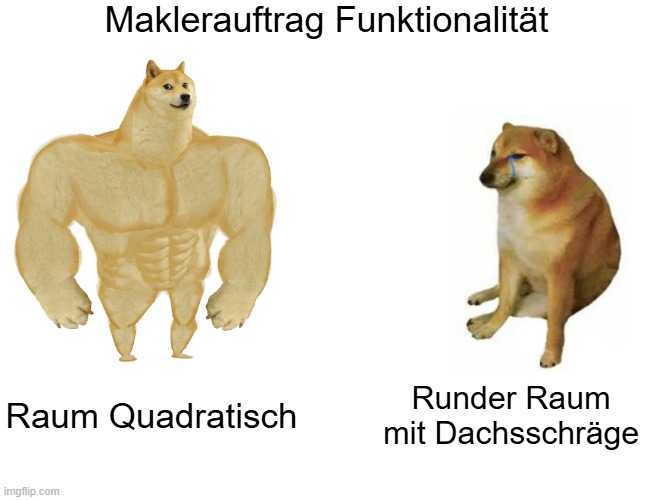 Maklerauftrag Funktionalität
Raum Quadratisch
Runder Raum
mit Dachsschräge
imgflip.com